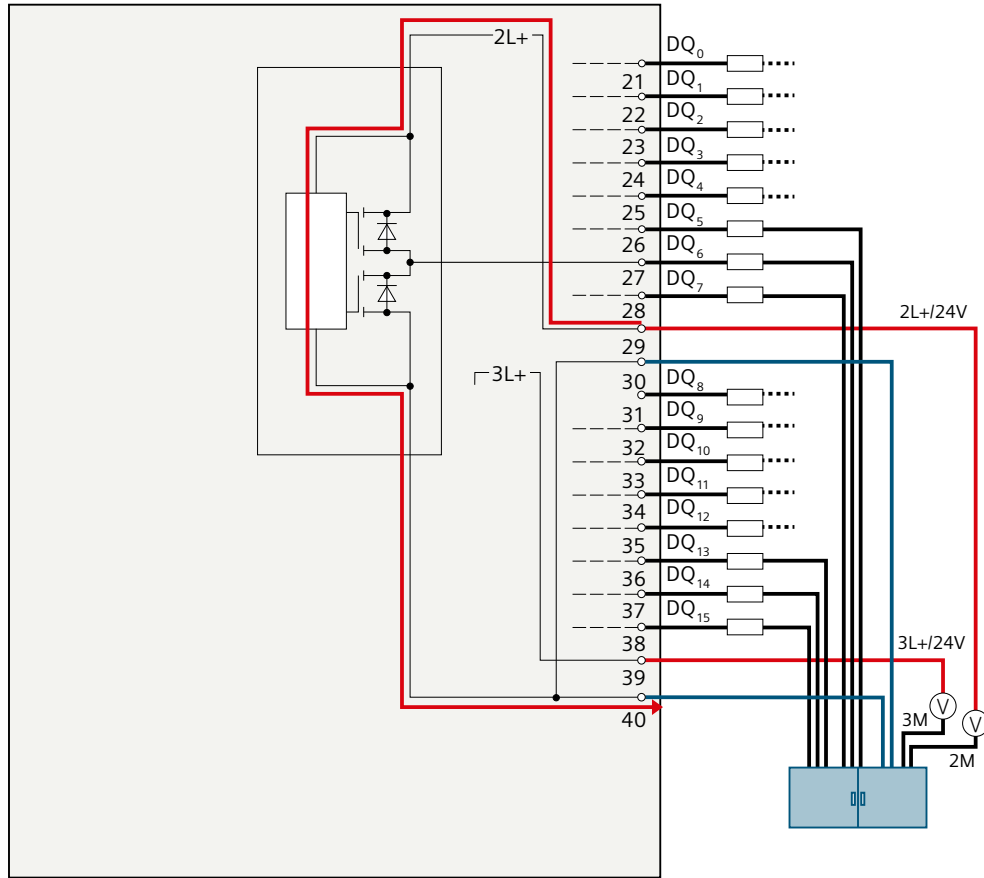 2L+
DQ0
21 DQ1
22 DQ2
23 DQ3
24 DQ4
25 DQ5
26 DQ6
27 DQ7
28
2L+/24V
29
3L+
30 DQ8
31 DQ9
32 DQ10
33 DQ11
34 DQ12
35 DQ13
36 DQ14
37 DQ15
38
3L+/24V
39
V
3M
V
40
2M